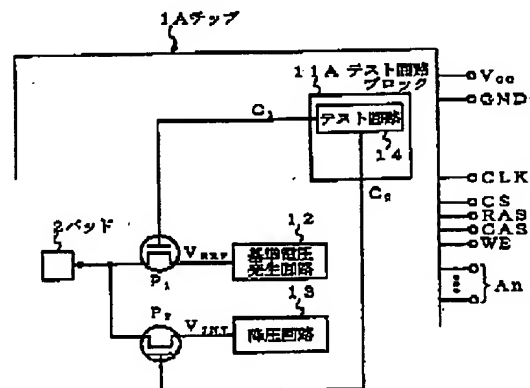 1Aチップ
11A テスト回路
ブロック
Vcc
GND
C1
テスト回路
14
C2
CLK
CS
RAS
CAS
WE
An
2パッド
12
VREF
基準電圧
発生回路
P1
13
P2
VINT
降圧回路